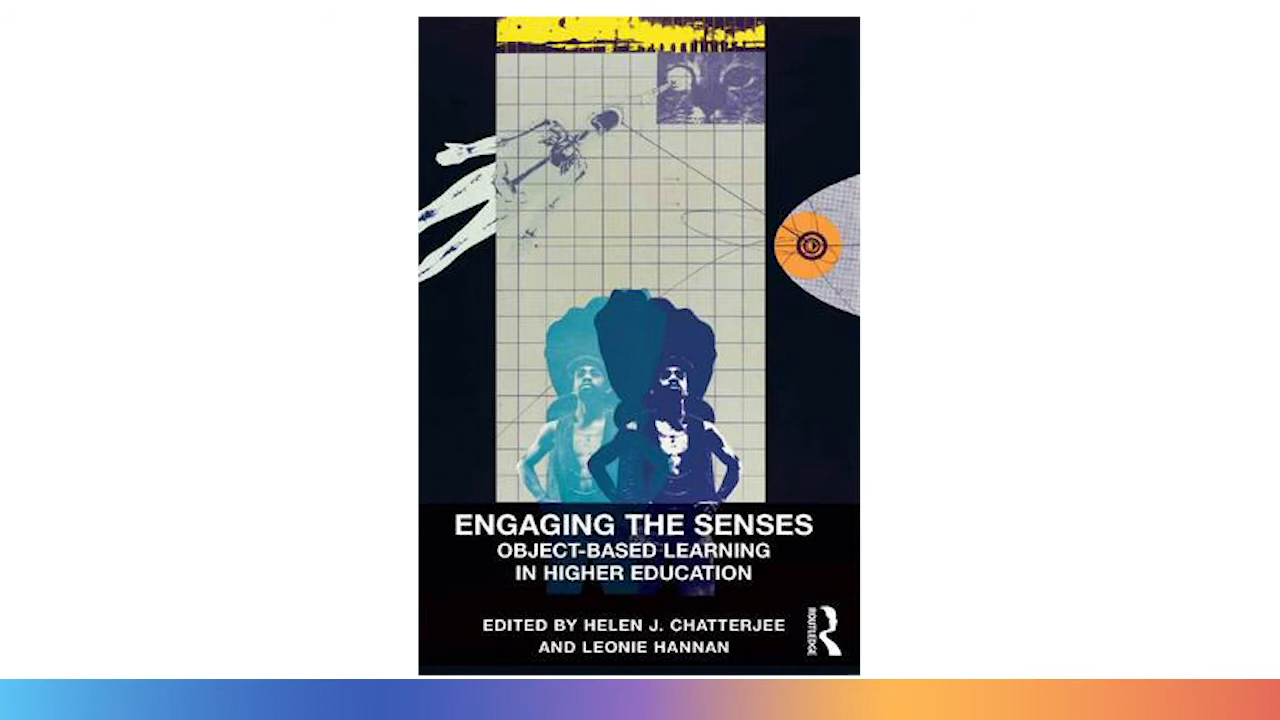 ENGAGING THE SENSES
OBJECT-BASED LEARNING
IN HIGHER EDUCATION
EDITED BY HELEN J. CHATTERJEE
AND LEONIE HANNAN
ROUTLEDGE